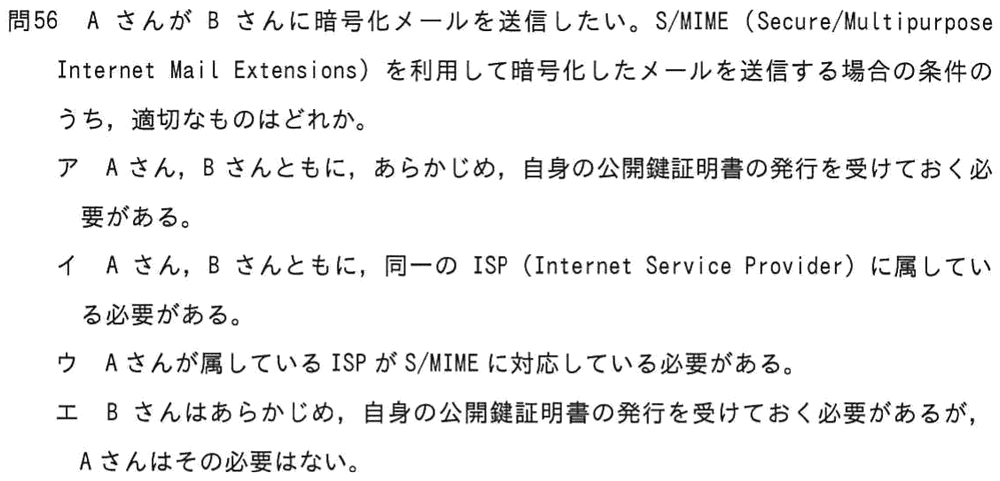 問56 A さんが B さんに暗号化メールを送信したい。S/MIME（Secure/Multipurpose
Internet Mail Extensions）を利用して暗号化したメールを送信する場合の条件の
うち，適切なものはどれか。
ア A さん，B さんともに，あらかじめ，自身の公開鍵証明書の発行を受けておく必
要がある。
イ A さん，B さんともに，同一の ISP（Internet Service Provider）に属してい
る必要がある。
ウ A さんが属している ISP が S/MIME に対応している必要がある。
エ B さんはあらかじめ，自身の公開鍵証明書の発行を受けておく必要があるが，
A さんはその必要はない。